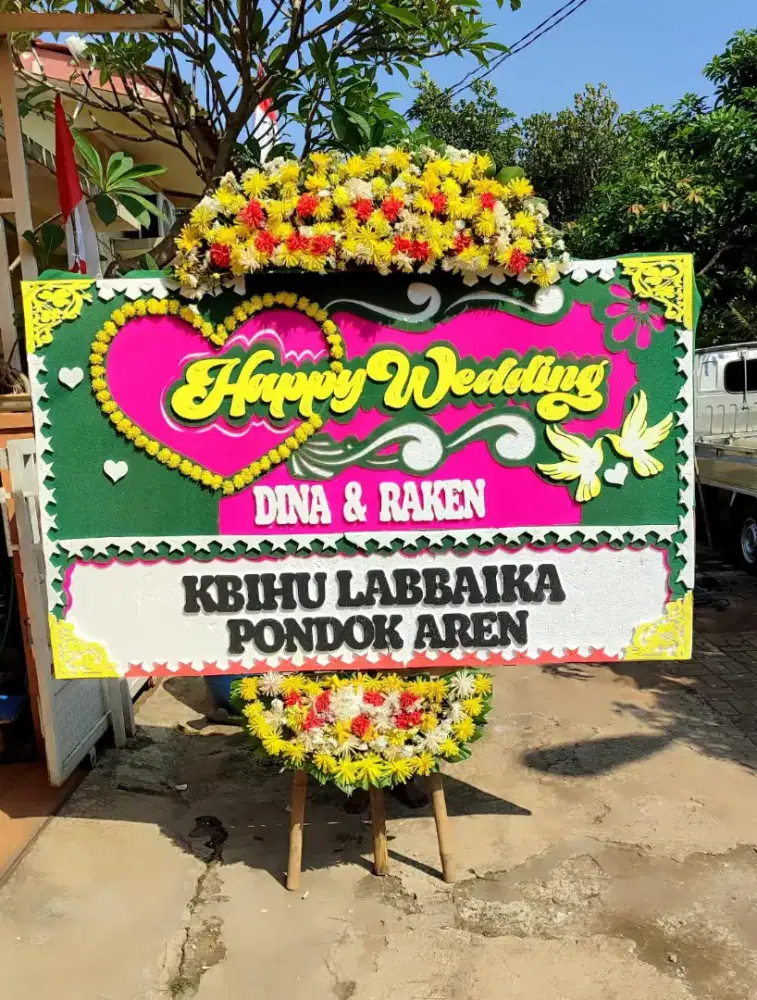 Happy Wedding
DINA & RAKEN
KBIHU LABBAIKA
PONDOK AREN